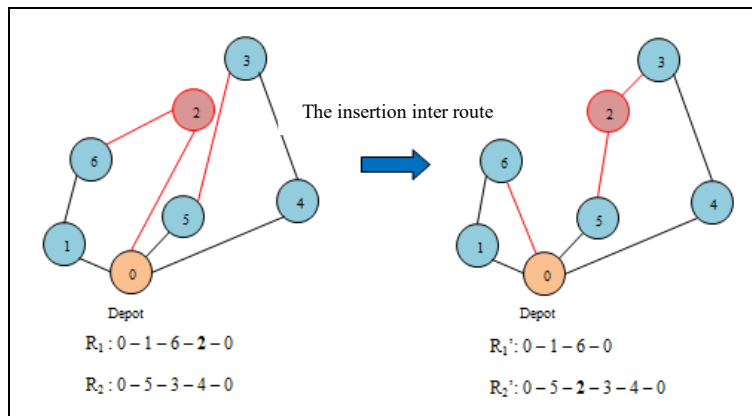 3
2
The insertion inter route
6
4
5
1
0
Depot
R₁ : 0 – 1 – 6 – 2 – 0
R₂ : 0 – 5 – 3 – 4 – 0
3
2
6
4
5
1
0
Depot
R₁’ : 0 – 1 – 6 – 0
R₂’ : 0 – 5 – 2 – 3 – 4 – 0